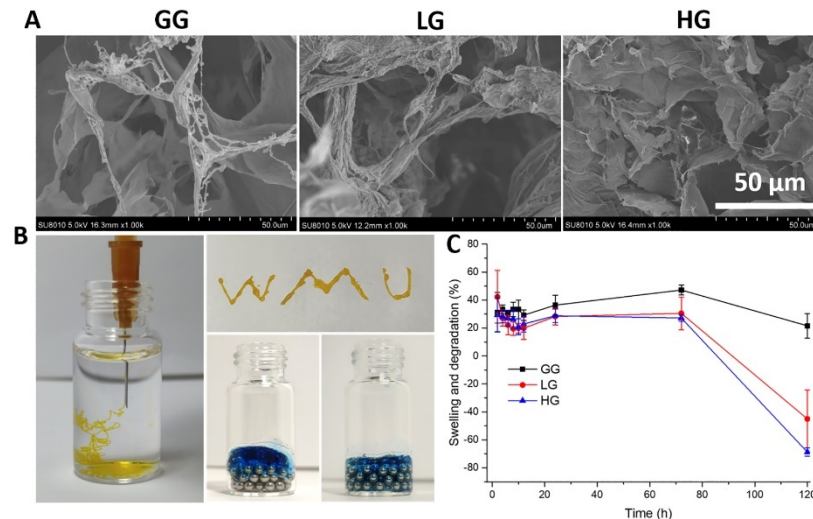 A
GG
LG
HG
50 µm
SU8010 5.0kV 16.3mm x1.00k
50.0um
SU8010 5.0kV 12.2mm x1.00k
50.0um
SU8010 5.0kV 16.4mm x1.00k
50.0um
B
W M U
C
Swelling and degradation (%)
80
60
40
20
0
-20
-40
-60
-80
GG
LG
HG
0
20
40
60
80
100
120
Time (h)